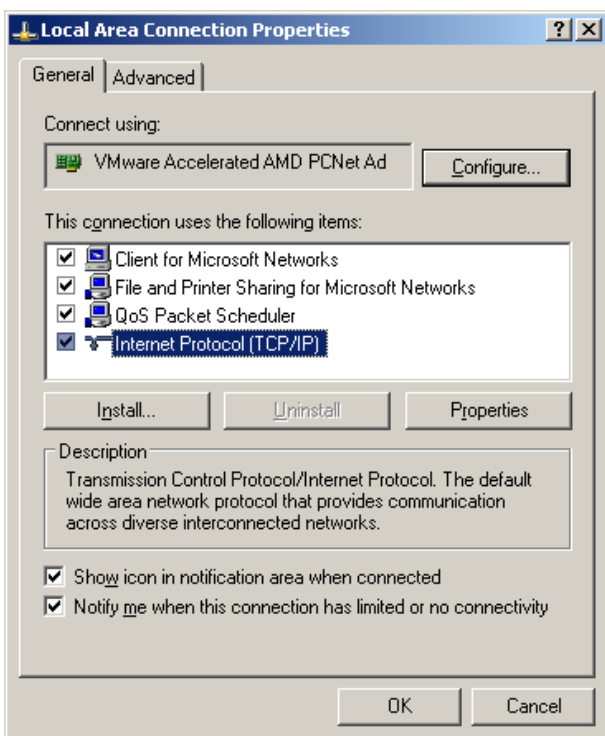 Local Area Connection Properties
General Advanced
Connect using:
VMware Accelerated AMD PCNet Ad Configure...
This connection uses the following items:
Client for Microsoft Networks
File and Printer Sharing for Microsoft Networks
QoS Packet Scheduler
Internet Protocol (TCP/IP)
Install... Uninstall Properties
Description
Transmission Control Protocol/Internet Protocol. The default
wide area network protocol that provides communication
across diverse interconnected networks.
Show icon in notification area when connected
Notify me when this connection has limited or no connectivity
OK Cancel